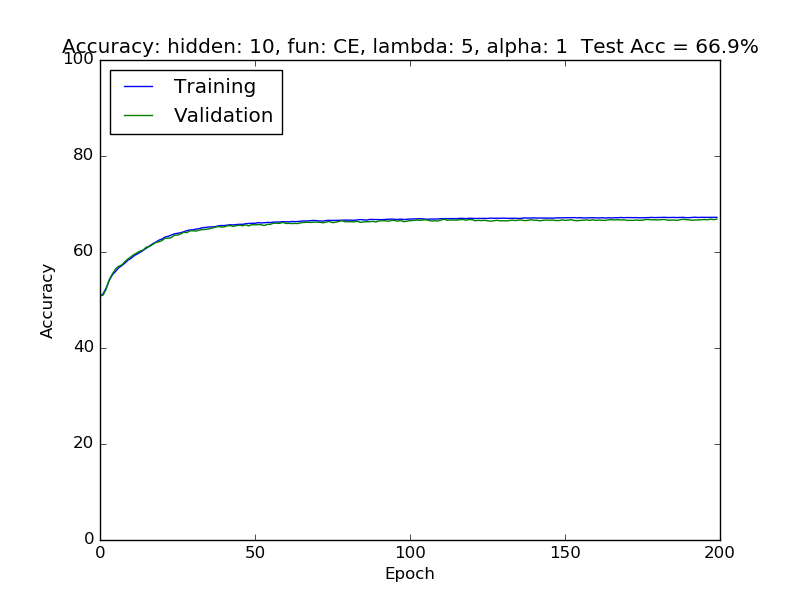 Accuracy: hidden: 10, fun: CE, lambda: 5, alpha: 1  Test Acc = 66.9%
Training
Validation
100
80
60
40
20
0
Accuracy
0 50 100 150 200
Epoch